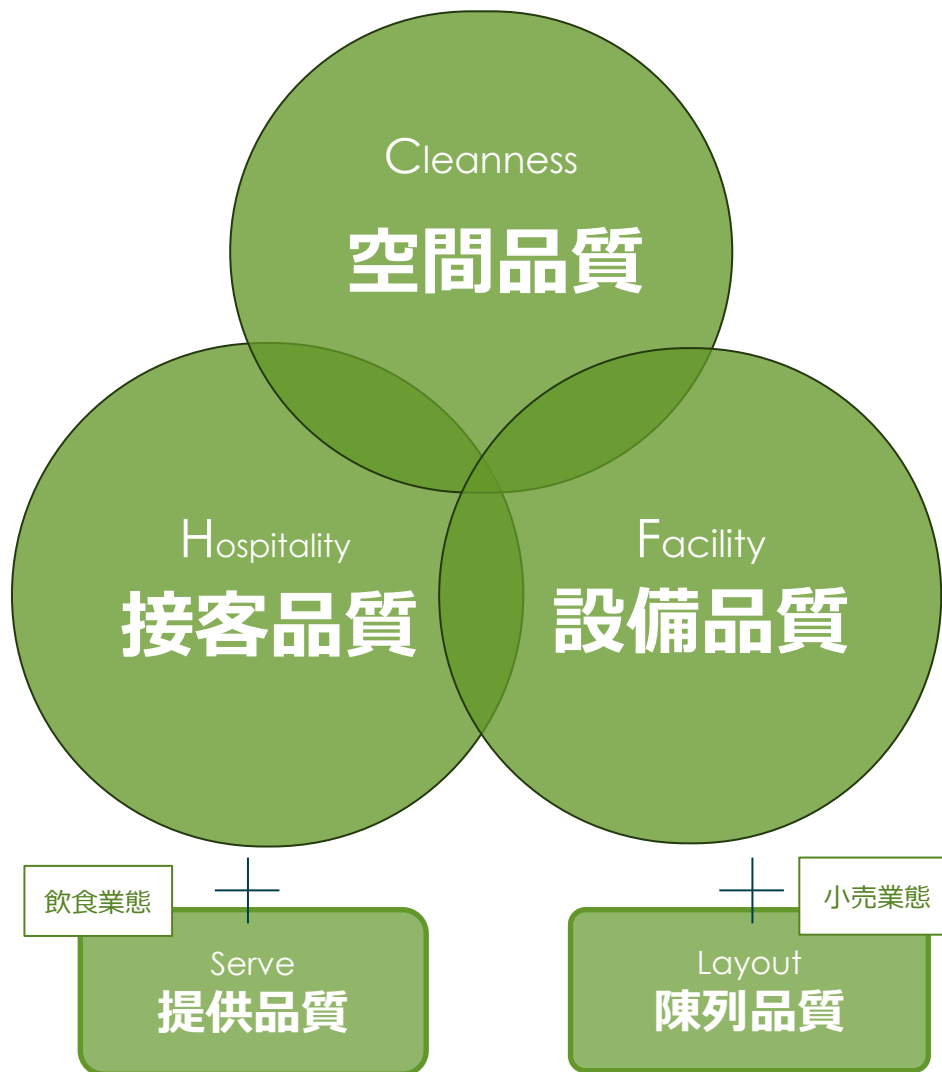 Cleanness
空間品質
Hospitality
接客品質
Facility
設備品質
飲食業態
Serve
提供品質
小売業態
Layout
陳列品質